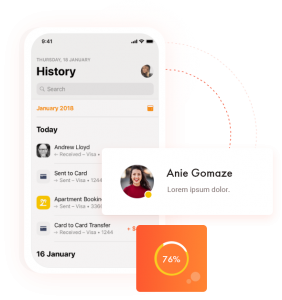 9:41
THURSDAY, 16 JANUARY
History
Search
January 2018
Today
Andrew Lloyd
← Received – Visa •
Sent to Card
→ Sent – Visa • 1244
Anie Gomaze
Lorem ipsum dolor.
Apartment Booking
→ Sent – Visa •
Card to Card Transfer
← Received – Visa • 1244
76%
16 January